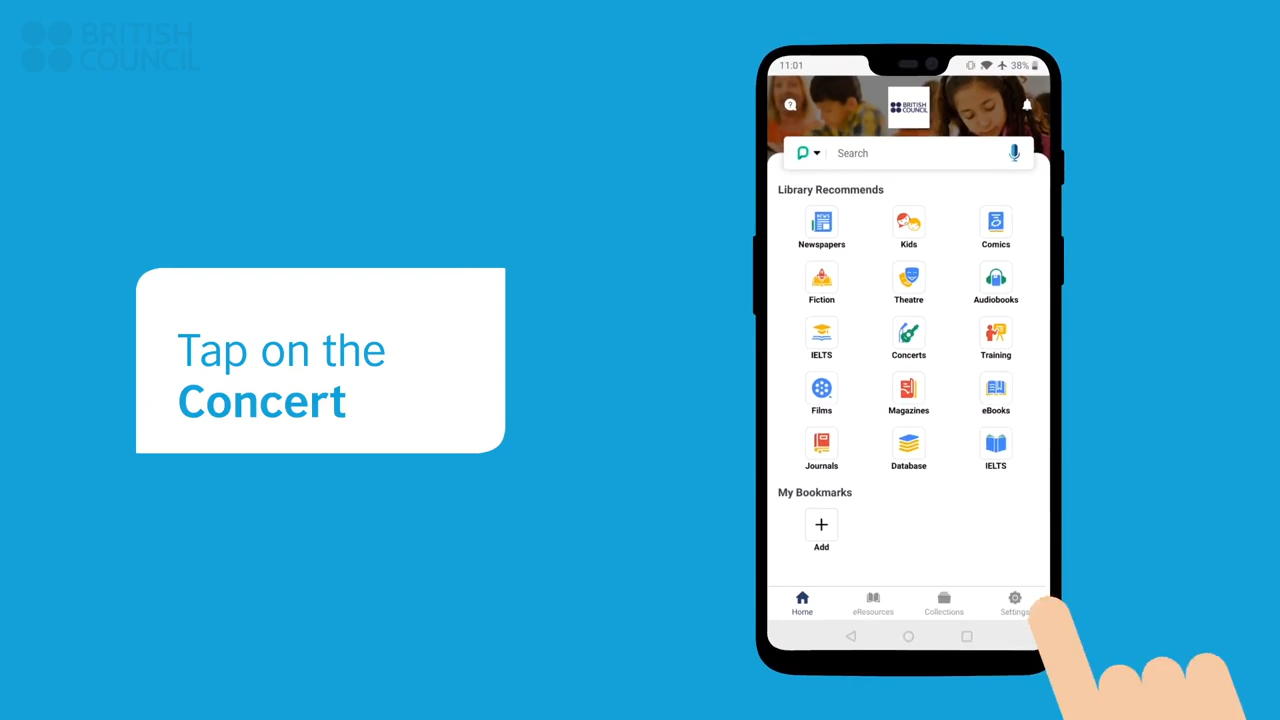 BRITISH
COUNCIL
Tap on the
Concert
11:01
38%
BRITISH
COUNCIL
Search
Library Recommends
Newspapers
Kids
Comics
Fiction
Theatre
Audiobooks
IELTS
Concerts
Training
Films
Magazines
eBooks
Journals
Database
IELTS
My Bookmarks
Add
Home
eResources
Collections
Settings